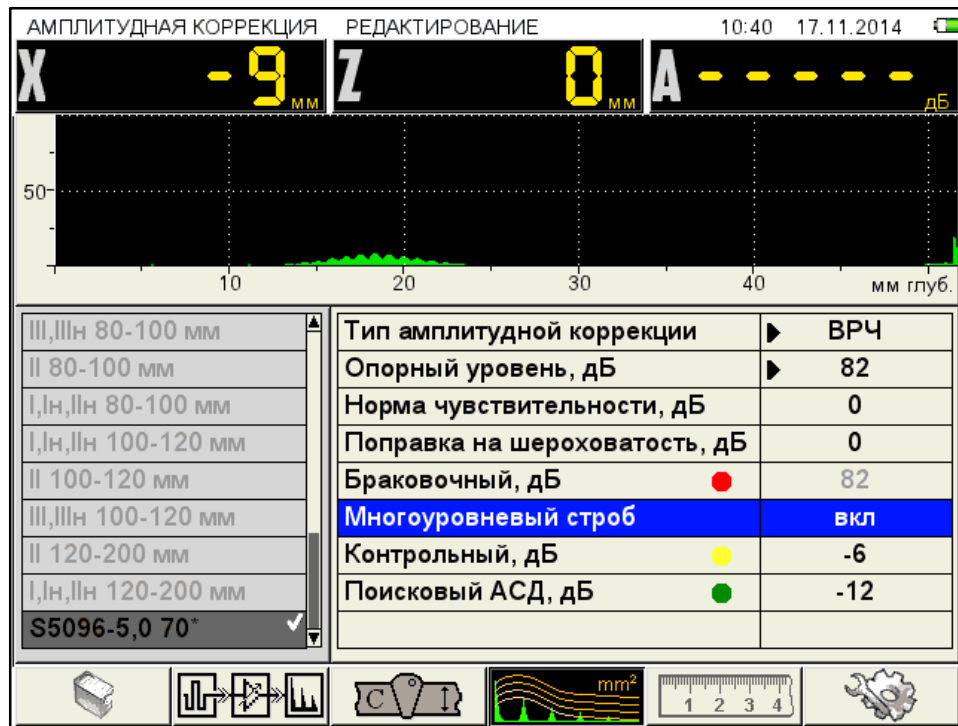 АМПЛИТУДНАЯ КОРРЕКЦИЯ РЕДАКТИРОВАНИЕ 10:40 17.11.2014
X -9 мм Z 0 мм A ----- дБ
50
10 20 30 40 мм глуб.
III,IIIн 80-100 мм
II 80-100 мм
I,Iн,IIн 80-100 мм
I,Iн,IIн 100-120 мм
II 100-120 мм
III,IIIн 100-120 мм
II 120-200 мм
I,Iн,IIн 120-200 мм
S5096-5,0 70*
Тип амплитудной коррекции ВРЧ
Опорный уровень, дБ 82
Норма чувствительности, дБ 0
Поправка на шероховатость, дБ 0
Браковочный, дБ 82
Многоуровневый строб вкл
Контрольный, дБ -6
Поисковый АСД, дБ -12
C mm² 1 2 3 4